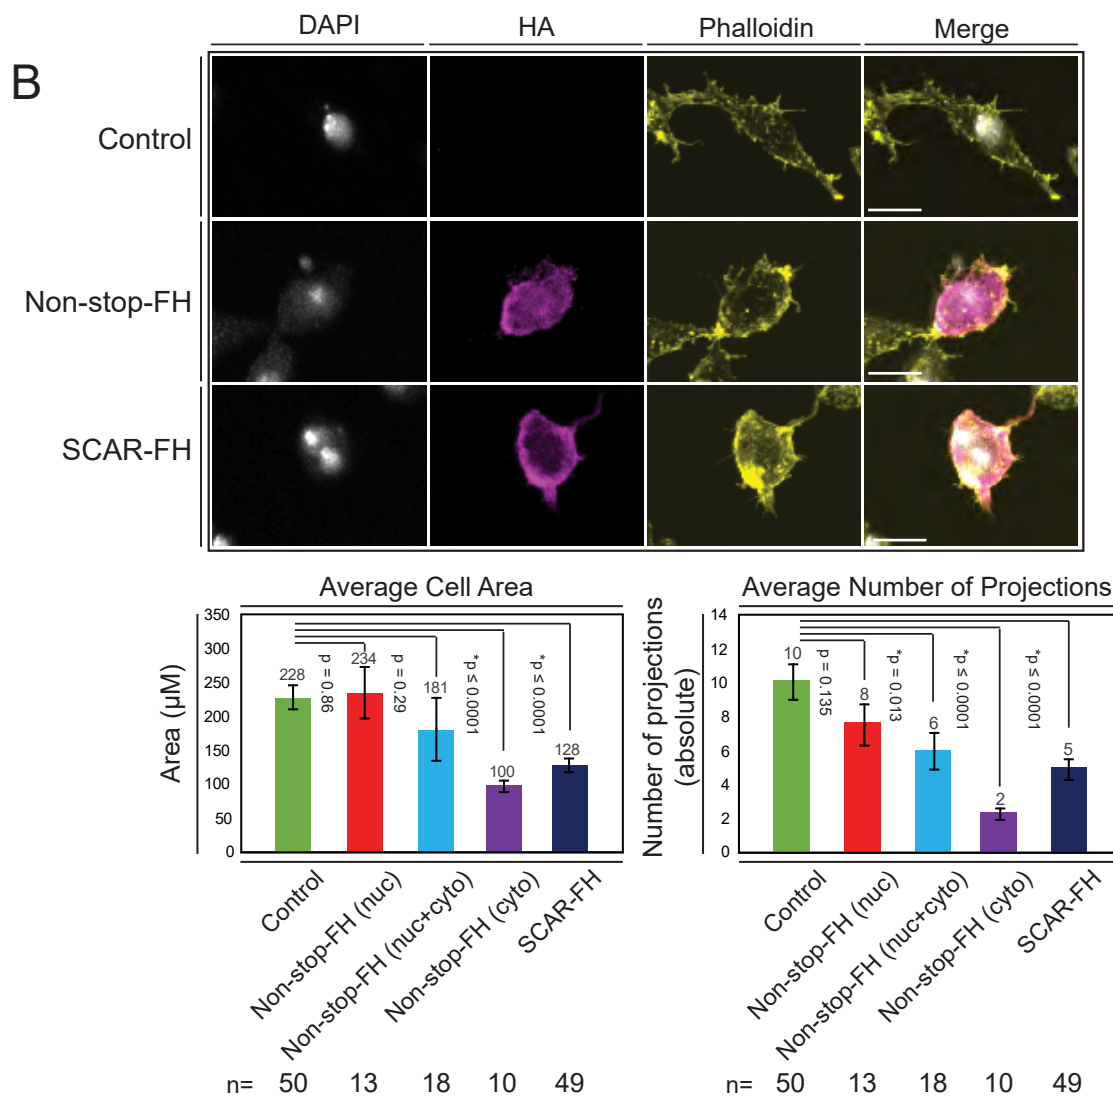 DAPI HA Phalloidin Merge
B
Control
Non-stop-FH
SCAR-FH
Average Cell Area
Area (µM)
350
300
250
200
150
100
50
0
228
234
181
100
128
p = 0.86
p = 0.29
*p ≤ 0.0001
*p ≤ 0.0001
Control
Non-stop-FH (nuc)
Non-stop-FH (nuc+cyto)
Non-stop-FH (cyto)
SCAR-FH
n= 50 13 18 10 49
Average Number of Projections
Number of projections
(absolute)
14
12
10
8
6
4
2
0
10
8
6
2
5
p = 0.135
*p = 0.013
*p ≤ 0.0001
*p ≤ 0.0001
Control
Non-stop-FH (nuc)
Non-stop-FH (nuc+cyto)
Non-stop-FH (cyto)
SCAR-FH
n= 50 13 18 10 49